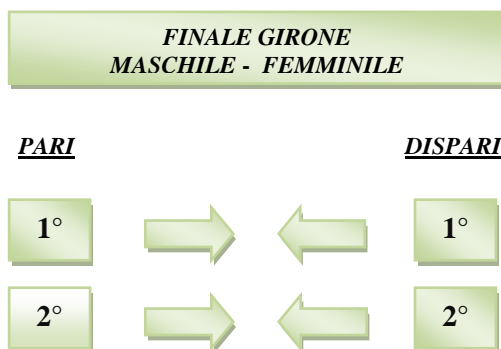 FINALE GIRONE
MASCHILE - FEMMINILE
PARI DISPARI
1° 1°
2° 2°